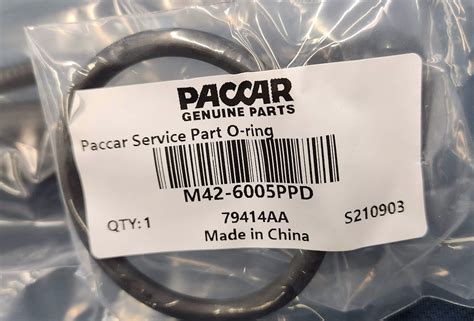 PACCAR
GENUINE PARTS
Paccar Service Part O-ring
M42-6005PPD
QTY: 1 79414AA S210903
Made in China